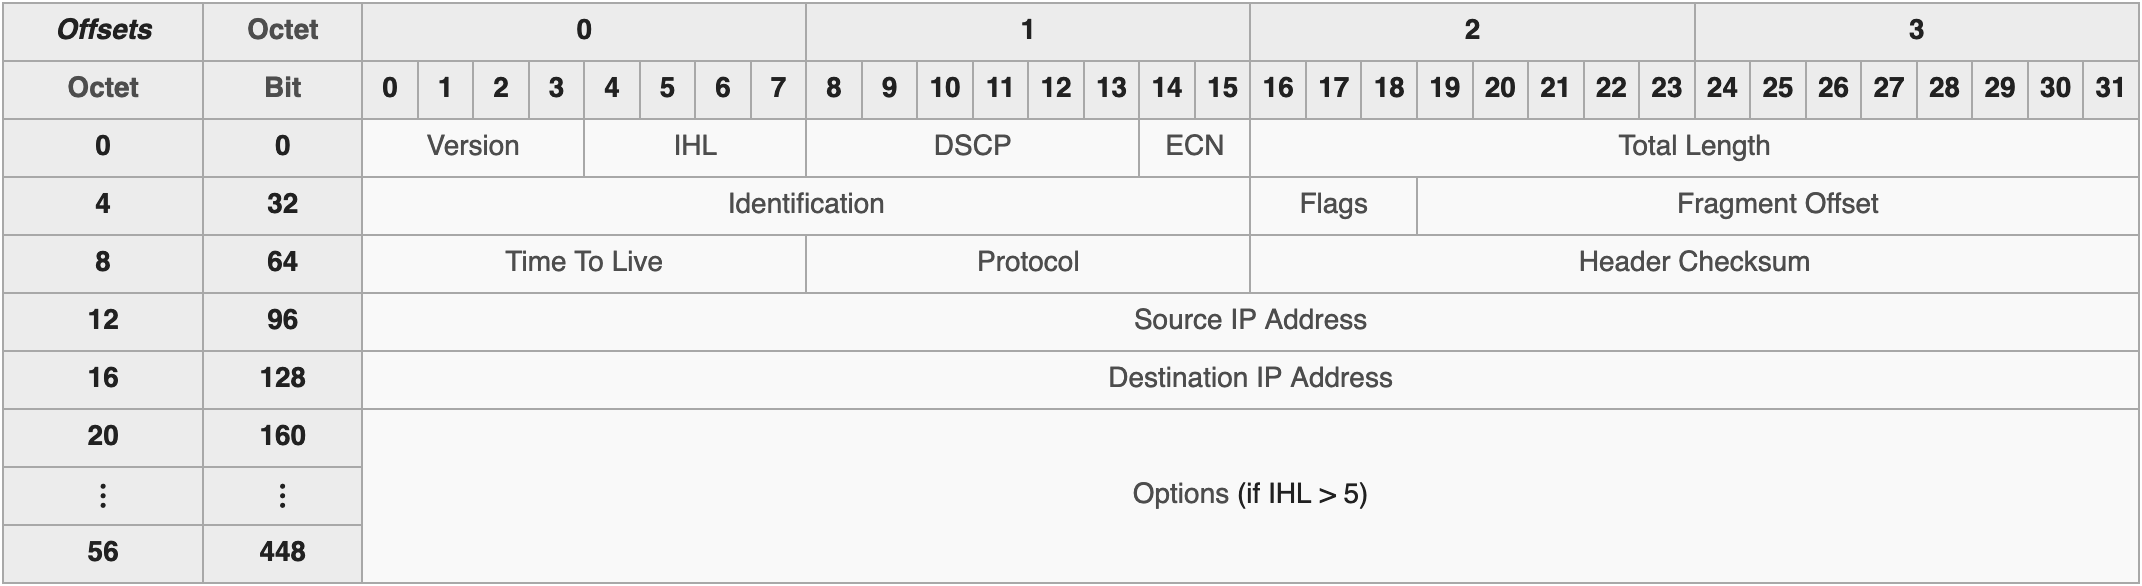 Offsets Octet 0 1 2 3
Octet Bit 0 1 2 3 4 5 6 7 8 9 10 11 12 13 14 15 16 17 18 19 20 21 22 23 24 25 26 27 28 29 30 31
0 0 Version IHL DSCP ECN Total Length
4 32 Identification Flags Fragment Offset
8 64 Time To Live Protocol Header Checksum
12 96 Source IP Address
16 128 Destination IP Address
20 160
⋮ ⋮ Options (if IHL > 5)
56 448